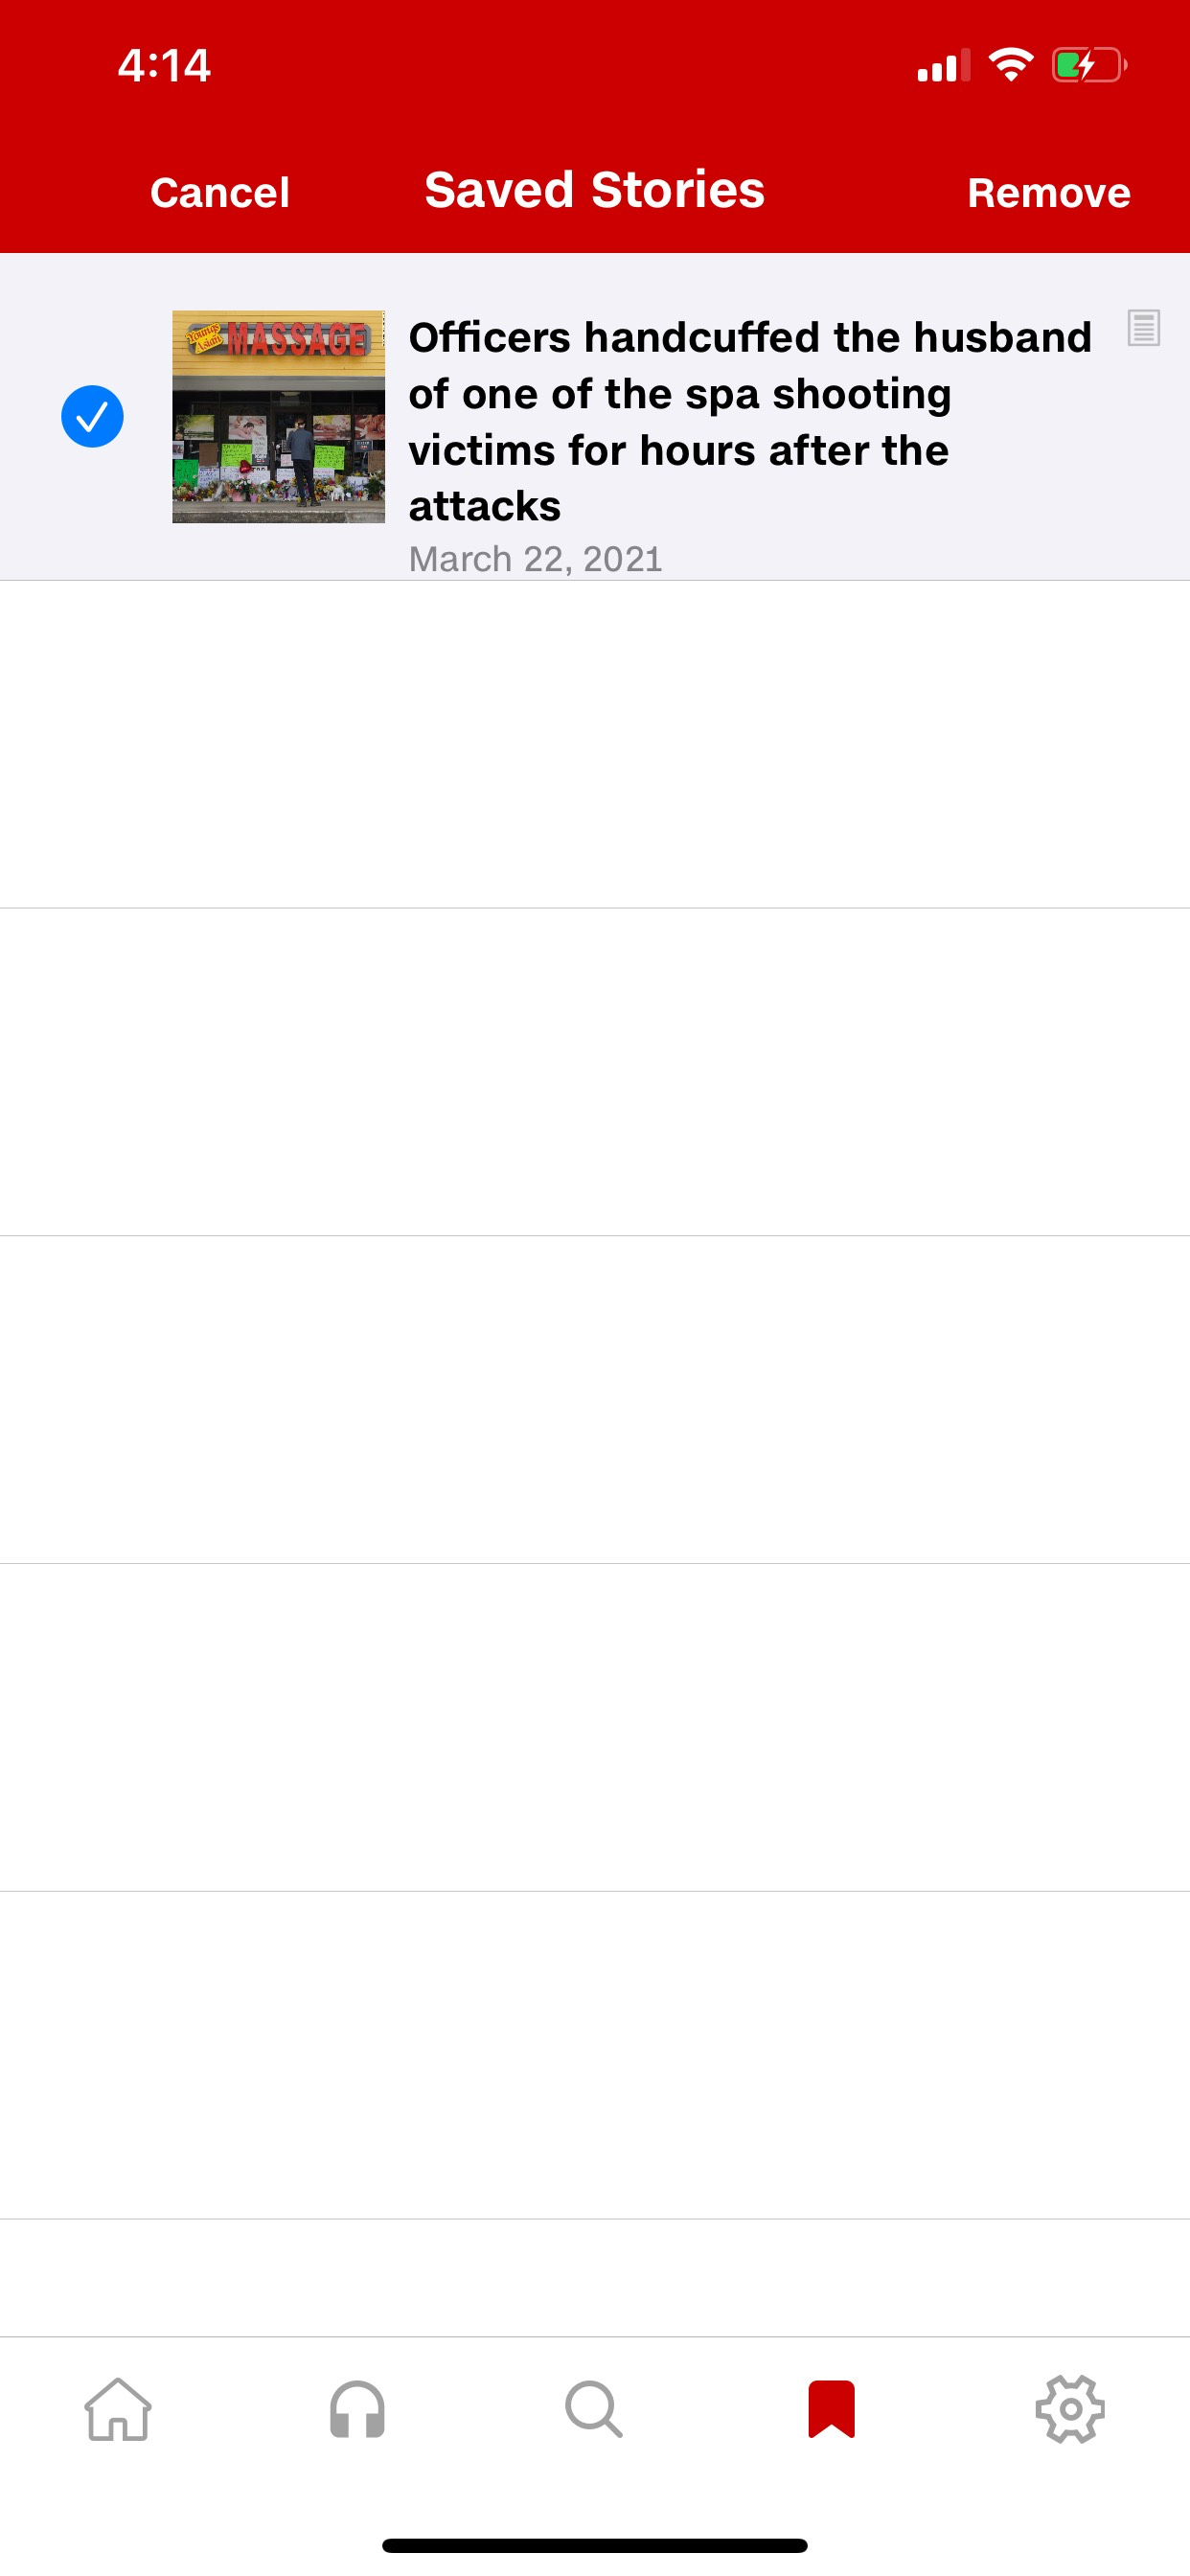 4:14
Cancel
Saved Stories
Remove
Young's
Asian
MASSAGE
Officers handcuffed the husband
of one of the spa shooting
victims for hours after the
attacks
March 22, 2021